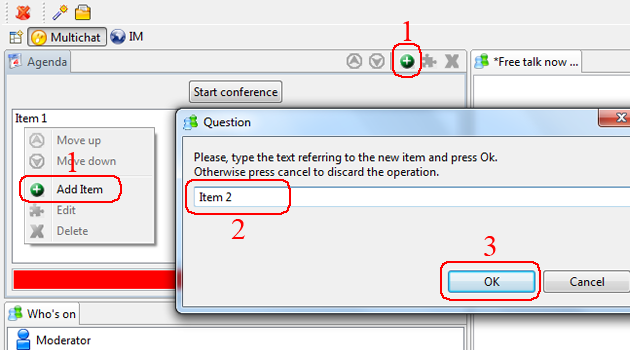 1
Multichat IM
Agenda
*Free talk now ...
Start conference
Item 1
Question
Move up
Move down
1
Add Item
Edit
Delete
Please, type the text referring to the new item and press Ok.
Otherwise press cancel to discard the operation.
Item 2
2
3
OK Cancel
Who's on
Moderator